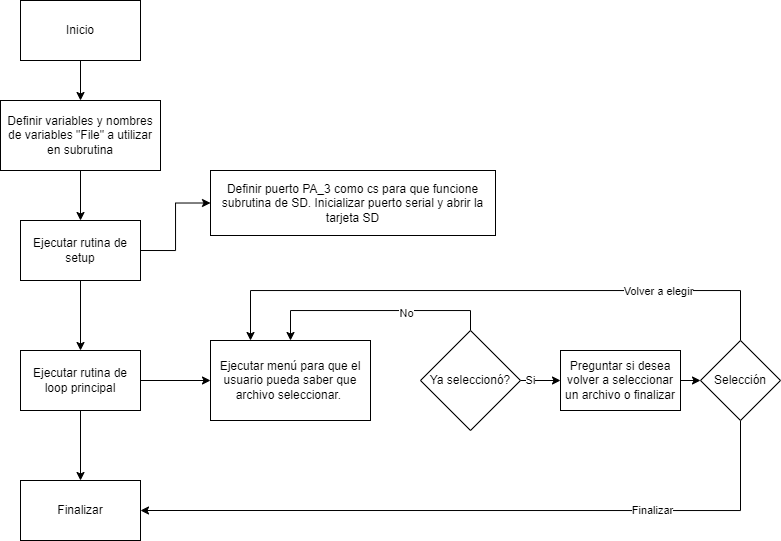 Inicio
Definir variables y nombres
de variables "File" a utilizar
en subrutina
Definir puerto PA_3 como cs para que funcione
subrutina de SD. Inicializar puerto serial y abrir la
tarjeta SD
Ejecutar rutina de
setup
Volver a elegir
No
Ejecutar rutina de
loop principal
Ejecutar menú para que el
usuario pueda saber que
archivo seleccionar.
Ya seleccionó?
Si
Preguntar si desea
volver a seleccionar
un archivo o finalizar
Selección
Finalizar
Finalizar